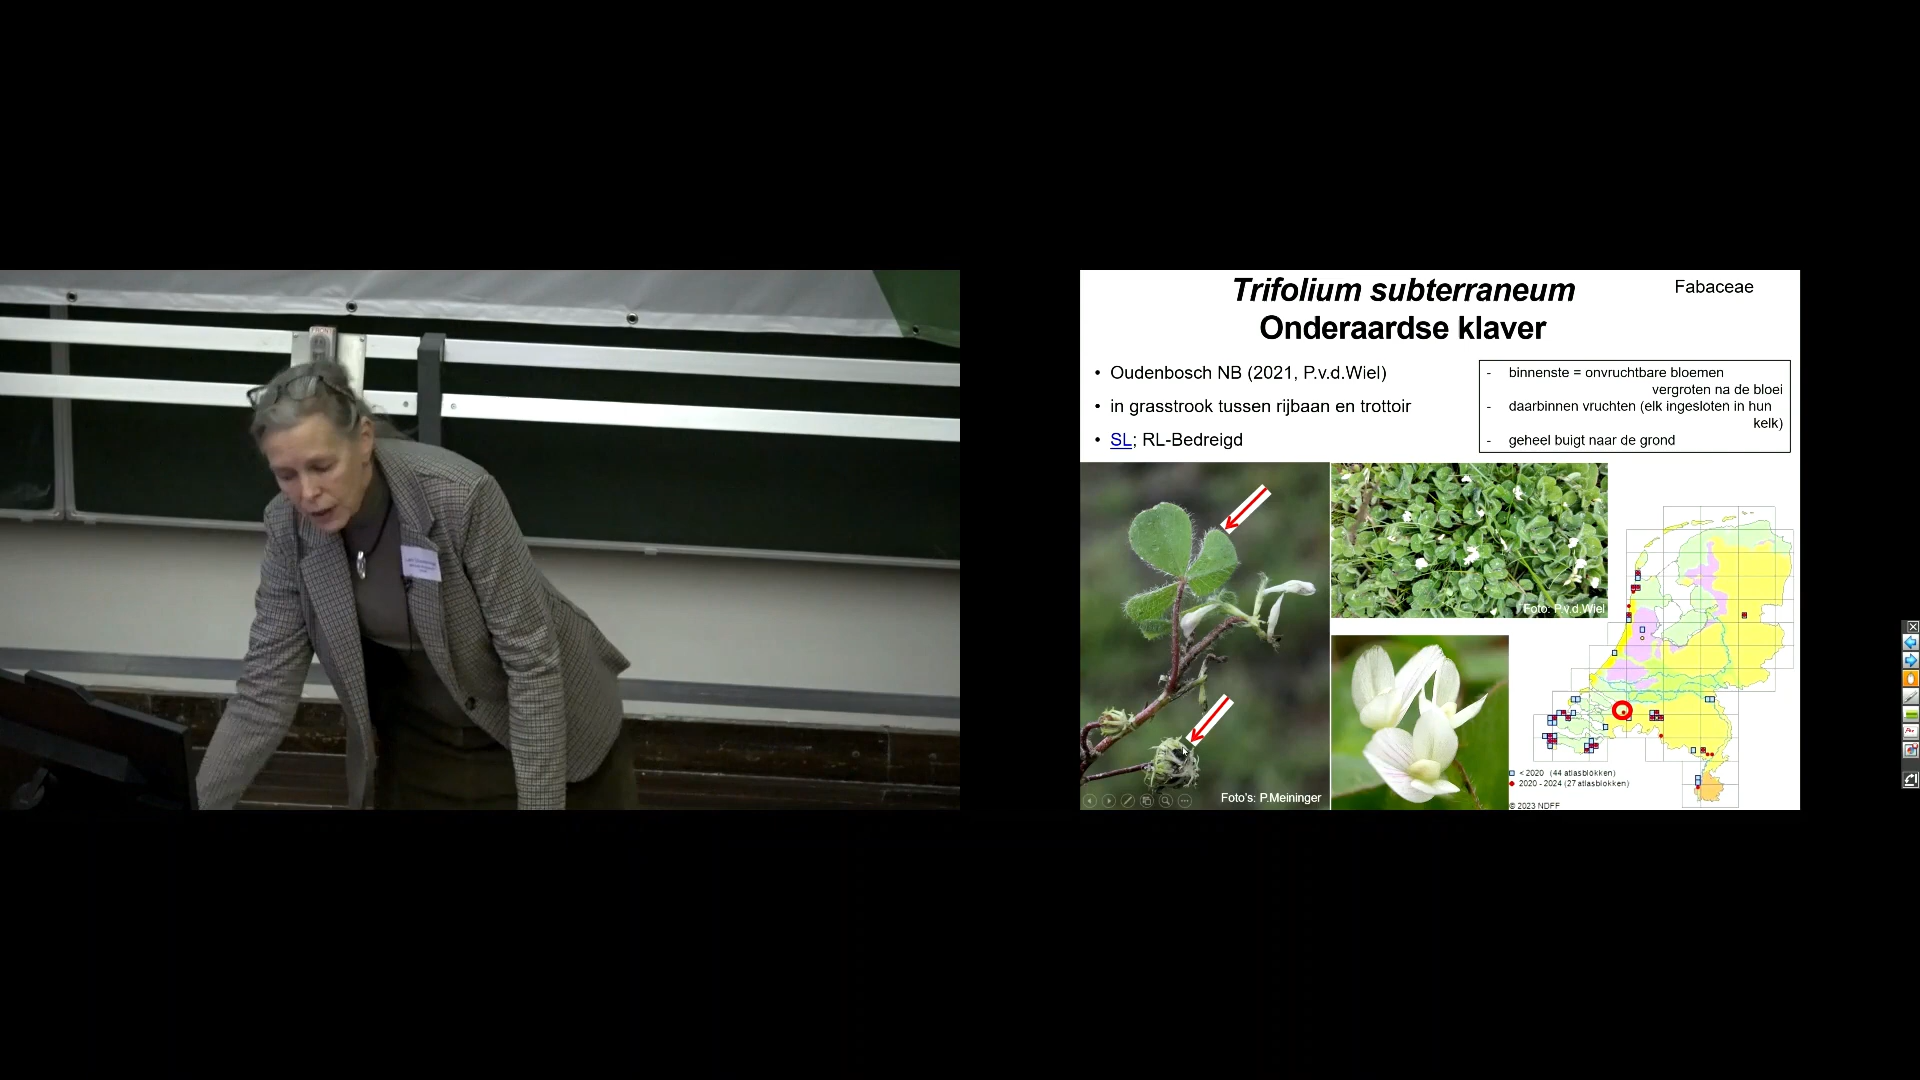 Trifolium subterraneum
Fabaceae
Onderaardse klaver
• Oudenbosch NB (2021, P.v.d.Wiel)
• in grasstrook tussen rijbaan en trottoir
• SL; RL-Bedreigd
- binnenste = onvruchtbare bloemen
vergroten na de bloei
- daarbinnen vruchten (elk ingesloten in hun
kelk)
- geheel buigt naar de grond
Foto: P.v.d.Wiel
Foto's: P.Meininger
< 2020 (44 atlasblokken)
2020 - 2024 (27 atlasblokken)
© 2023 NDFF